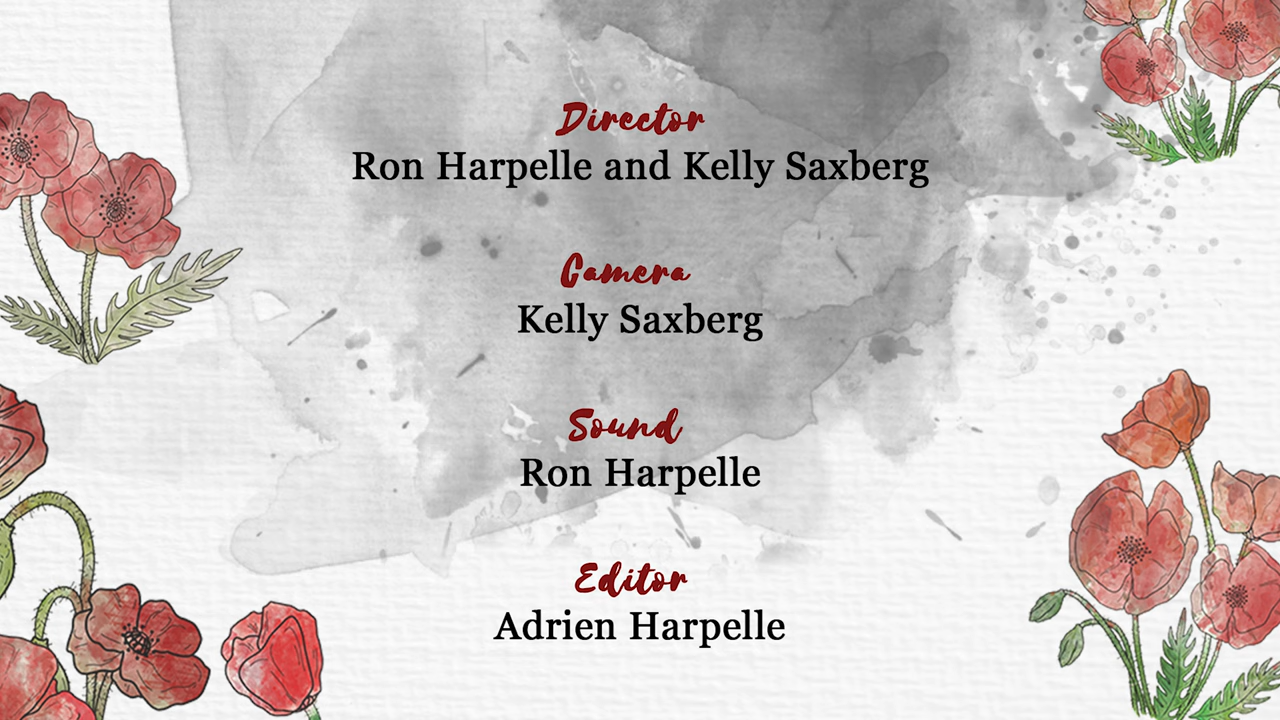 Director
Ron Harpelle and Kelly Saxberg
Camera
Kelly Saxberg
Sound
Ron Harpelle
Editor
Adrien Harpelle